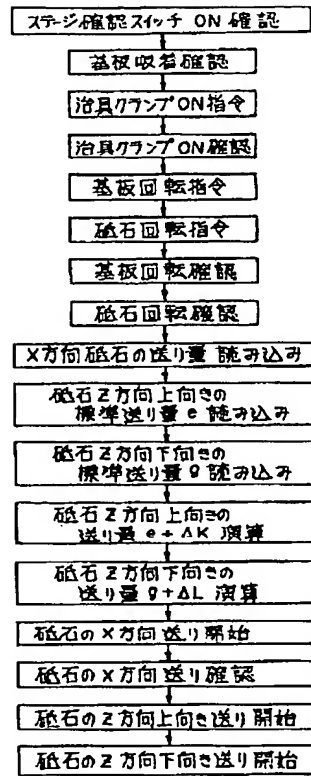 ステージ確認スイッチ ON 確認
基板吸着確認
治具クランプON指令
治具クランプON確認
基板回転指令
砥石回転指令
基板回転確認
砥石回転確認
X方向砥石の送り量 読み込み
砥石Z方向上向きの
標準送り量 e 読み込み
砥石Z方向下向きの
標準送り量 g 読み込み
砥石Z方向上向きの
送り量 e+ΔK 演算
砥石Z方向下向きの
送り量 g+ΔL 演算
砥石のX方向送り開始
砥石のX方向送り確認
砥石のZ方向上向き送り開始
砥石のZ方向下向き送り開始